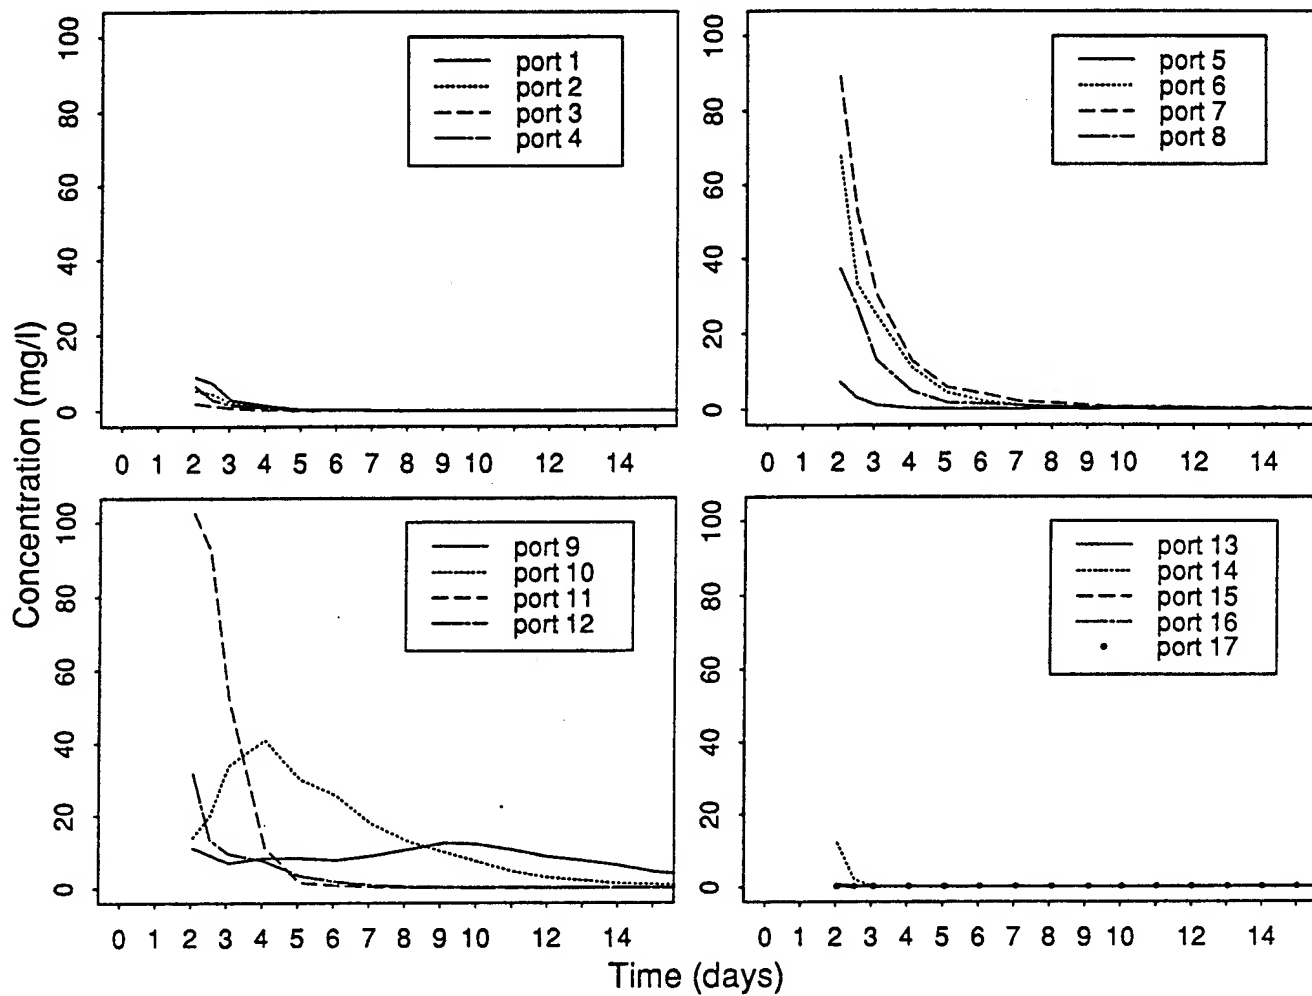 Concentration (mg/l)
100
80
60
40
20
0
port 1
port 2
port 3
port 4
0 1 2 3 4 5 6 7 8 9 10 12 14
100
80
60
40
20
0
port 5
port 6
port 7
port 8
0 1 2 3 4 5 6 7 8 9 10 12 14
100
80
60
40
20
0
port 9
port 10
port 11
port 12
0 1 2 3 4 5 6 7 8 9 10 12 14
100
80
60
40
20
0
port 13
port 14
port 15
port 16
port 17
0 1 2 3 4 5 6 7 8 9 10 12 14
Time (days)